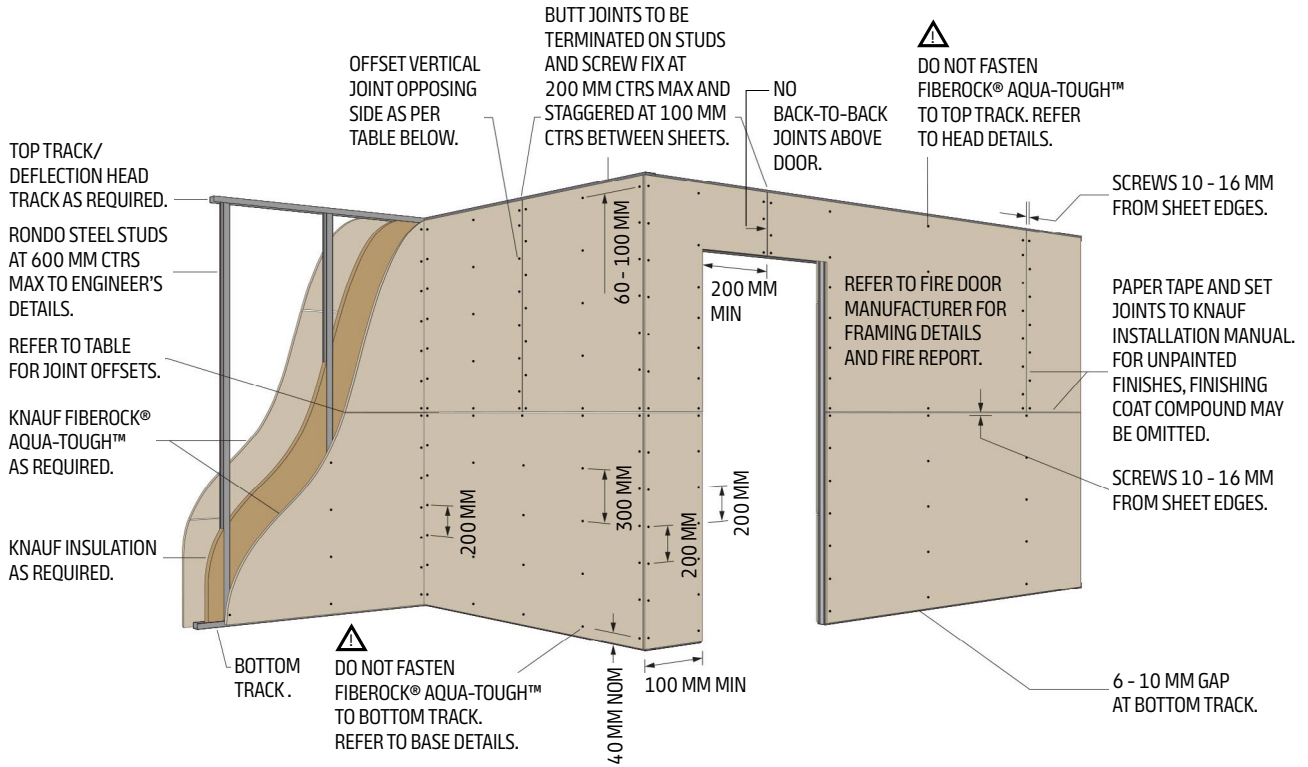 BUTT JOINTS TO BE
TERMINATED ON STUDS
AND SCREW FIX AT
200 MM CTRS MAX AND
STAGGERED AT 100 MM
CTRS BETWEEN SHEETS.
OFFSET VERTICAL
JOINT OPPOSING
SIDE AS PER
TABLE BELOW.
NO
BACK-TO-BACK
JOINTS ABOVE
DOOR.
DO NOT FASTEN
FIBEROCK® AQUA-TOUGH™
TO TOP TRACK. REFER
TO HEAD DETAILS.
TOP TRACK/
DEFLECTION HEAD
TRACK AS REQUIRED.
SCREWS 10 - 16 MM
FROM SHEET EDGES.
RONDO STEEL STUDS
AT 600 MM CTRS
MAX TO ENGINEER'S
DETAILS.
60 - 100 MM
200 MM
MIN
REFER TO FIRE DOOR
MANUFACTURER FOR
FRAMING DETAILS
AND FIRE REPORT.
PAPER TAPE AND SET
JOINTS TO KNAUF
INSTALLATION MANUAL.
FOR UNPAINTED
FINISHES, FINISHING
COAT COMPOUND MAY
BE OMITTED.
REFER TO TABLE
FOR JOINT OFFSETS.
KNAUF FIBEROCK®
AQUA-TOUGH™
AS REQUIRED.
SCREWS 10 - 16 MM
FROM SHEET EDGES.
200 MM
300 MM
200 MM
200 MM
KNAUF INSULATION
AS REQUIRED.
BOTTOM
TRACK.
DO NOT FASTEN
FIBEROCK® AQUA-TOUGH™
TO BOTTOM TRACK.
REFER TO BASE DETAILS.
40 MM NOM
100 MM MIN
6 - 10 MM GAP
AT BOTTOM TRACK.